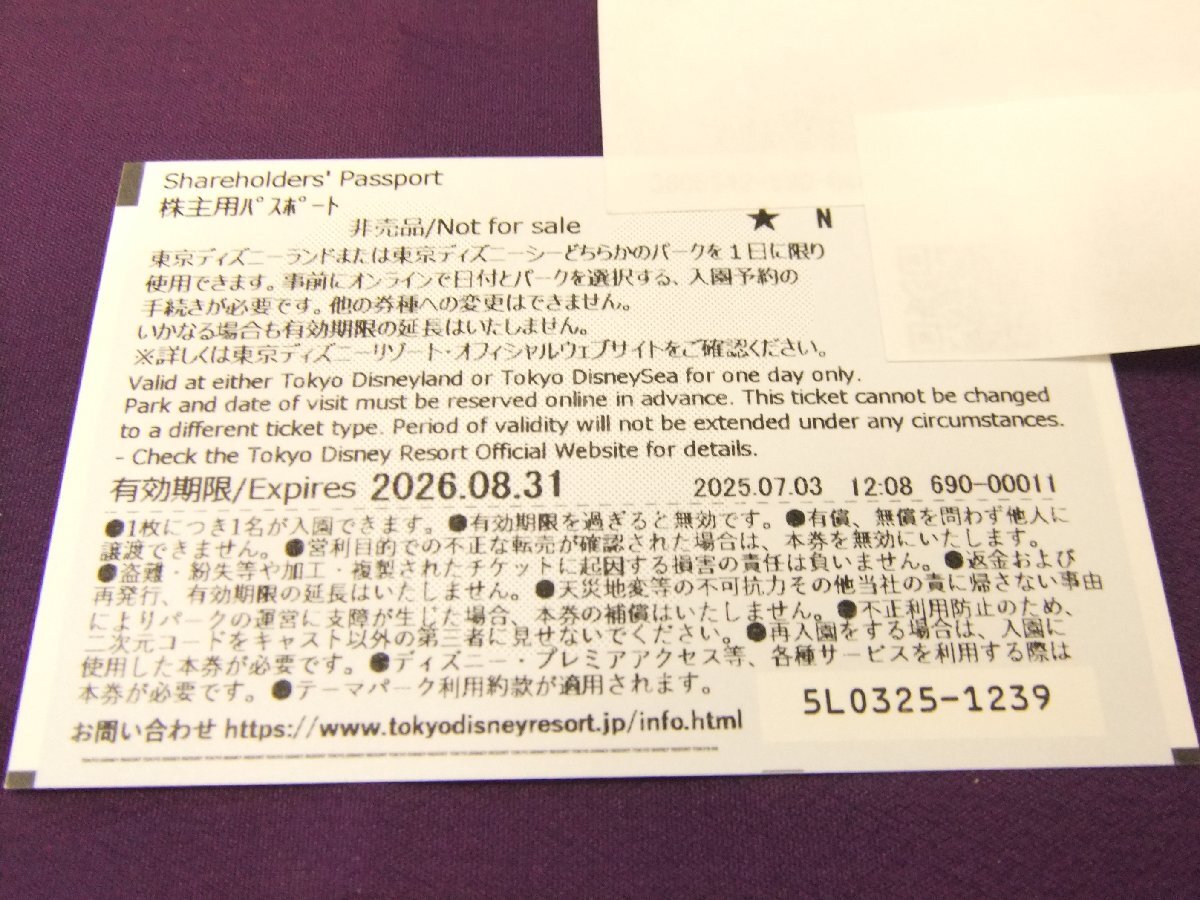 Shareholders' Passport
株主用ﾊﾟｽﾎﾟｰﾄ
非売品/Not for sale
★ N
東京ディズニーランドまたは東京ディズニーシーどちらかのパークを1日に限り
使用できます。事前にオンラインで日付とパークを選択する、入園予約の
手続きが必要です。他の券種への変更はできません。
いかなる場合も有効期限の延長はいたしません。
※詳しくは東京ディズニーリゾート・オフィシャルウェブサイトをご確認ください。
Valid at either Tokyo Disneyland or Tokyo DisneySea for one day only.
Park and date of visit must be reserved online in advance. This ticket cannot be changed
to a different ticket type. Period of validity will not be extended under any circumstances.
- Check the Tokyo Disney Resort Official Website for details.
有効期限/Expires 2026.08.31 2025.07.03 12:08 690-00011
●1枚につき1名が入園できます。●有効期限を過ぎると無効です。●有償、無償を問わず他人に
譲渡できません。●営利目的での不正な転売が確認された場合は、本券を無効にいたします。
●盗難・紛失等や加工・複製されたチケットに起因する損害の責任は負いません。●返金および
再発行、有効期限の延長はいたしません。●天災地変等の不可抗力その他当社の責に帰さない事由
によりパークの運営に支障が生じた場合、本券の補償はいたしません。●不正利用防止のため、
二次元コードをキャスト以外の第三者に見せないでください。●再入園をする場合は、入園に
使用した本券が必要です。●ディズニー・プレミアアクセス等、各種サービスを利用する際は
本券が必要です。●テーマパーク利用約款が適用されます。
5L0325-1239
お問い合わせ https://www.tokyodisneyresort.jp/info.html